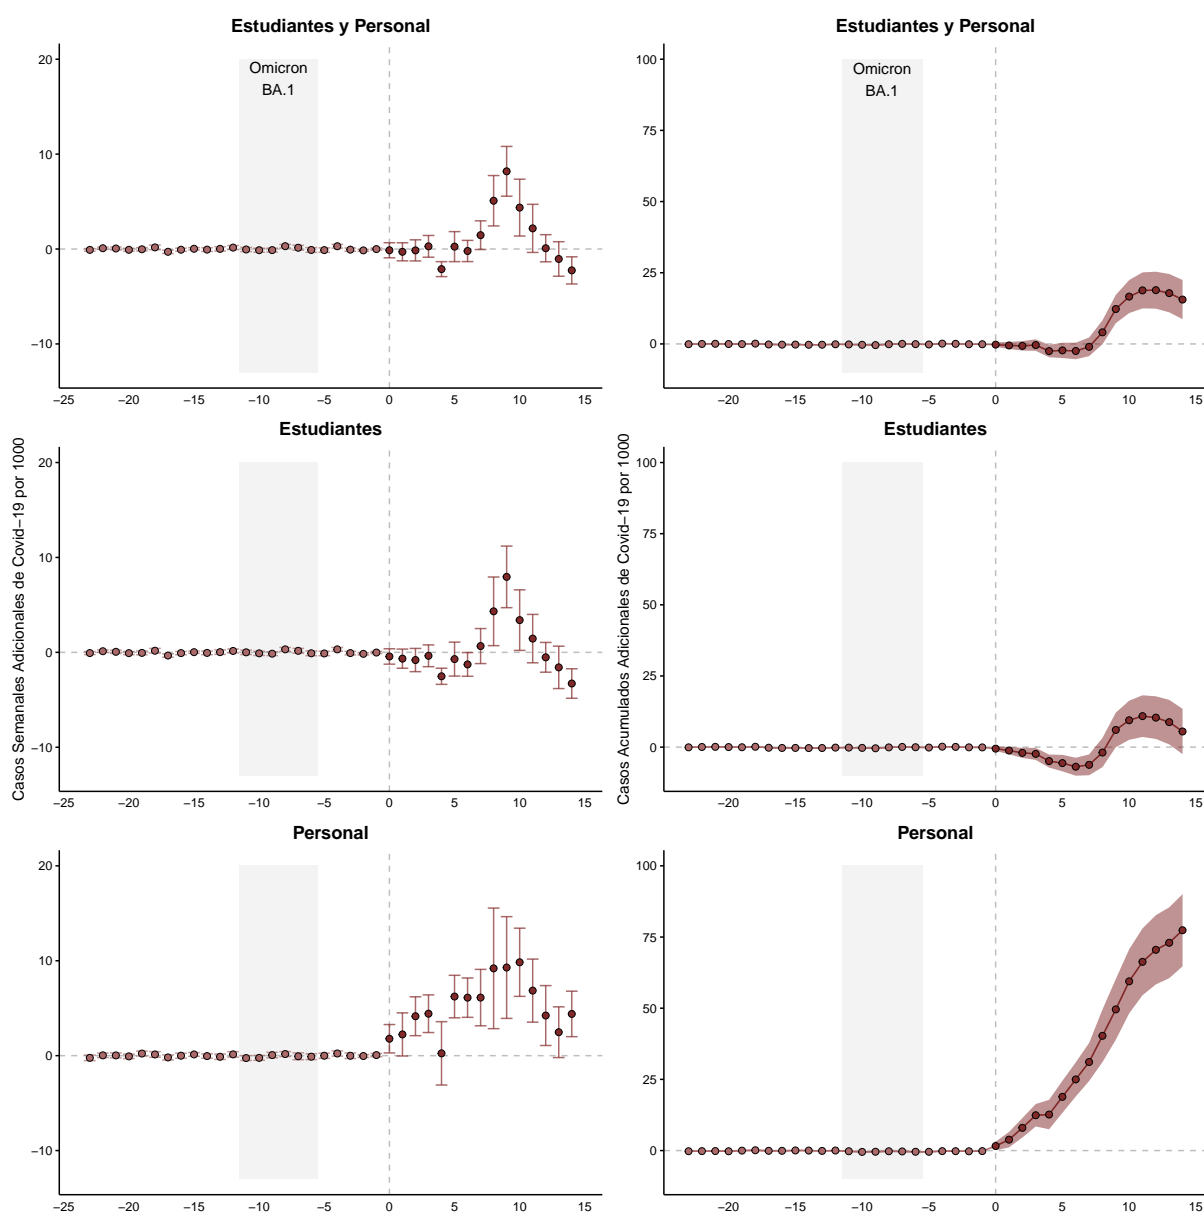 Estudiantes y Personal
Estudiantes y Personal
20
10
0
−10
Omicron
BA.1
−25 −20 −15 −10 −5 0 5 10 15
100
75
50
25
0
Omicron
BA.1
−20 −15 −10 −5 0 5 10 15
Casos Semanales Adicionales de Covid−19 por 1000
Estudiantes
20
10
0
−10
−25 −20 −15 −10 −5 0 5 10 15
Casos Acumulados Adicionales de Covid−19 por 1000
Estudiantes
100
75
50
25
0
−20 −15 −10 −5 0 5 10 15
Personal
20
10
0
−10
−25 −20 −15 −10 −5 0 5 10 15
Personal
100
75
50
25
0
−20 −15 −10 −5 0 5 10 15